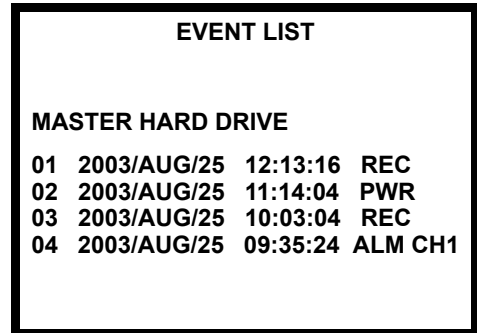 EVENT LIST
MASTER HARD DRIVE
01 2003/AUG/25 12:13:16 REC
02 2003/AUG/25 11:14:04 PWR
03 2003/AUG/25 10:03:04 REC
04 2003/AUG/25 09:35:24 ALM CH1